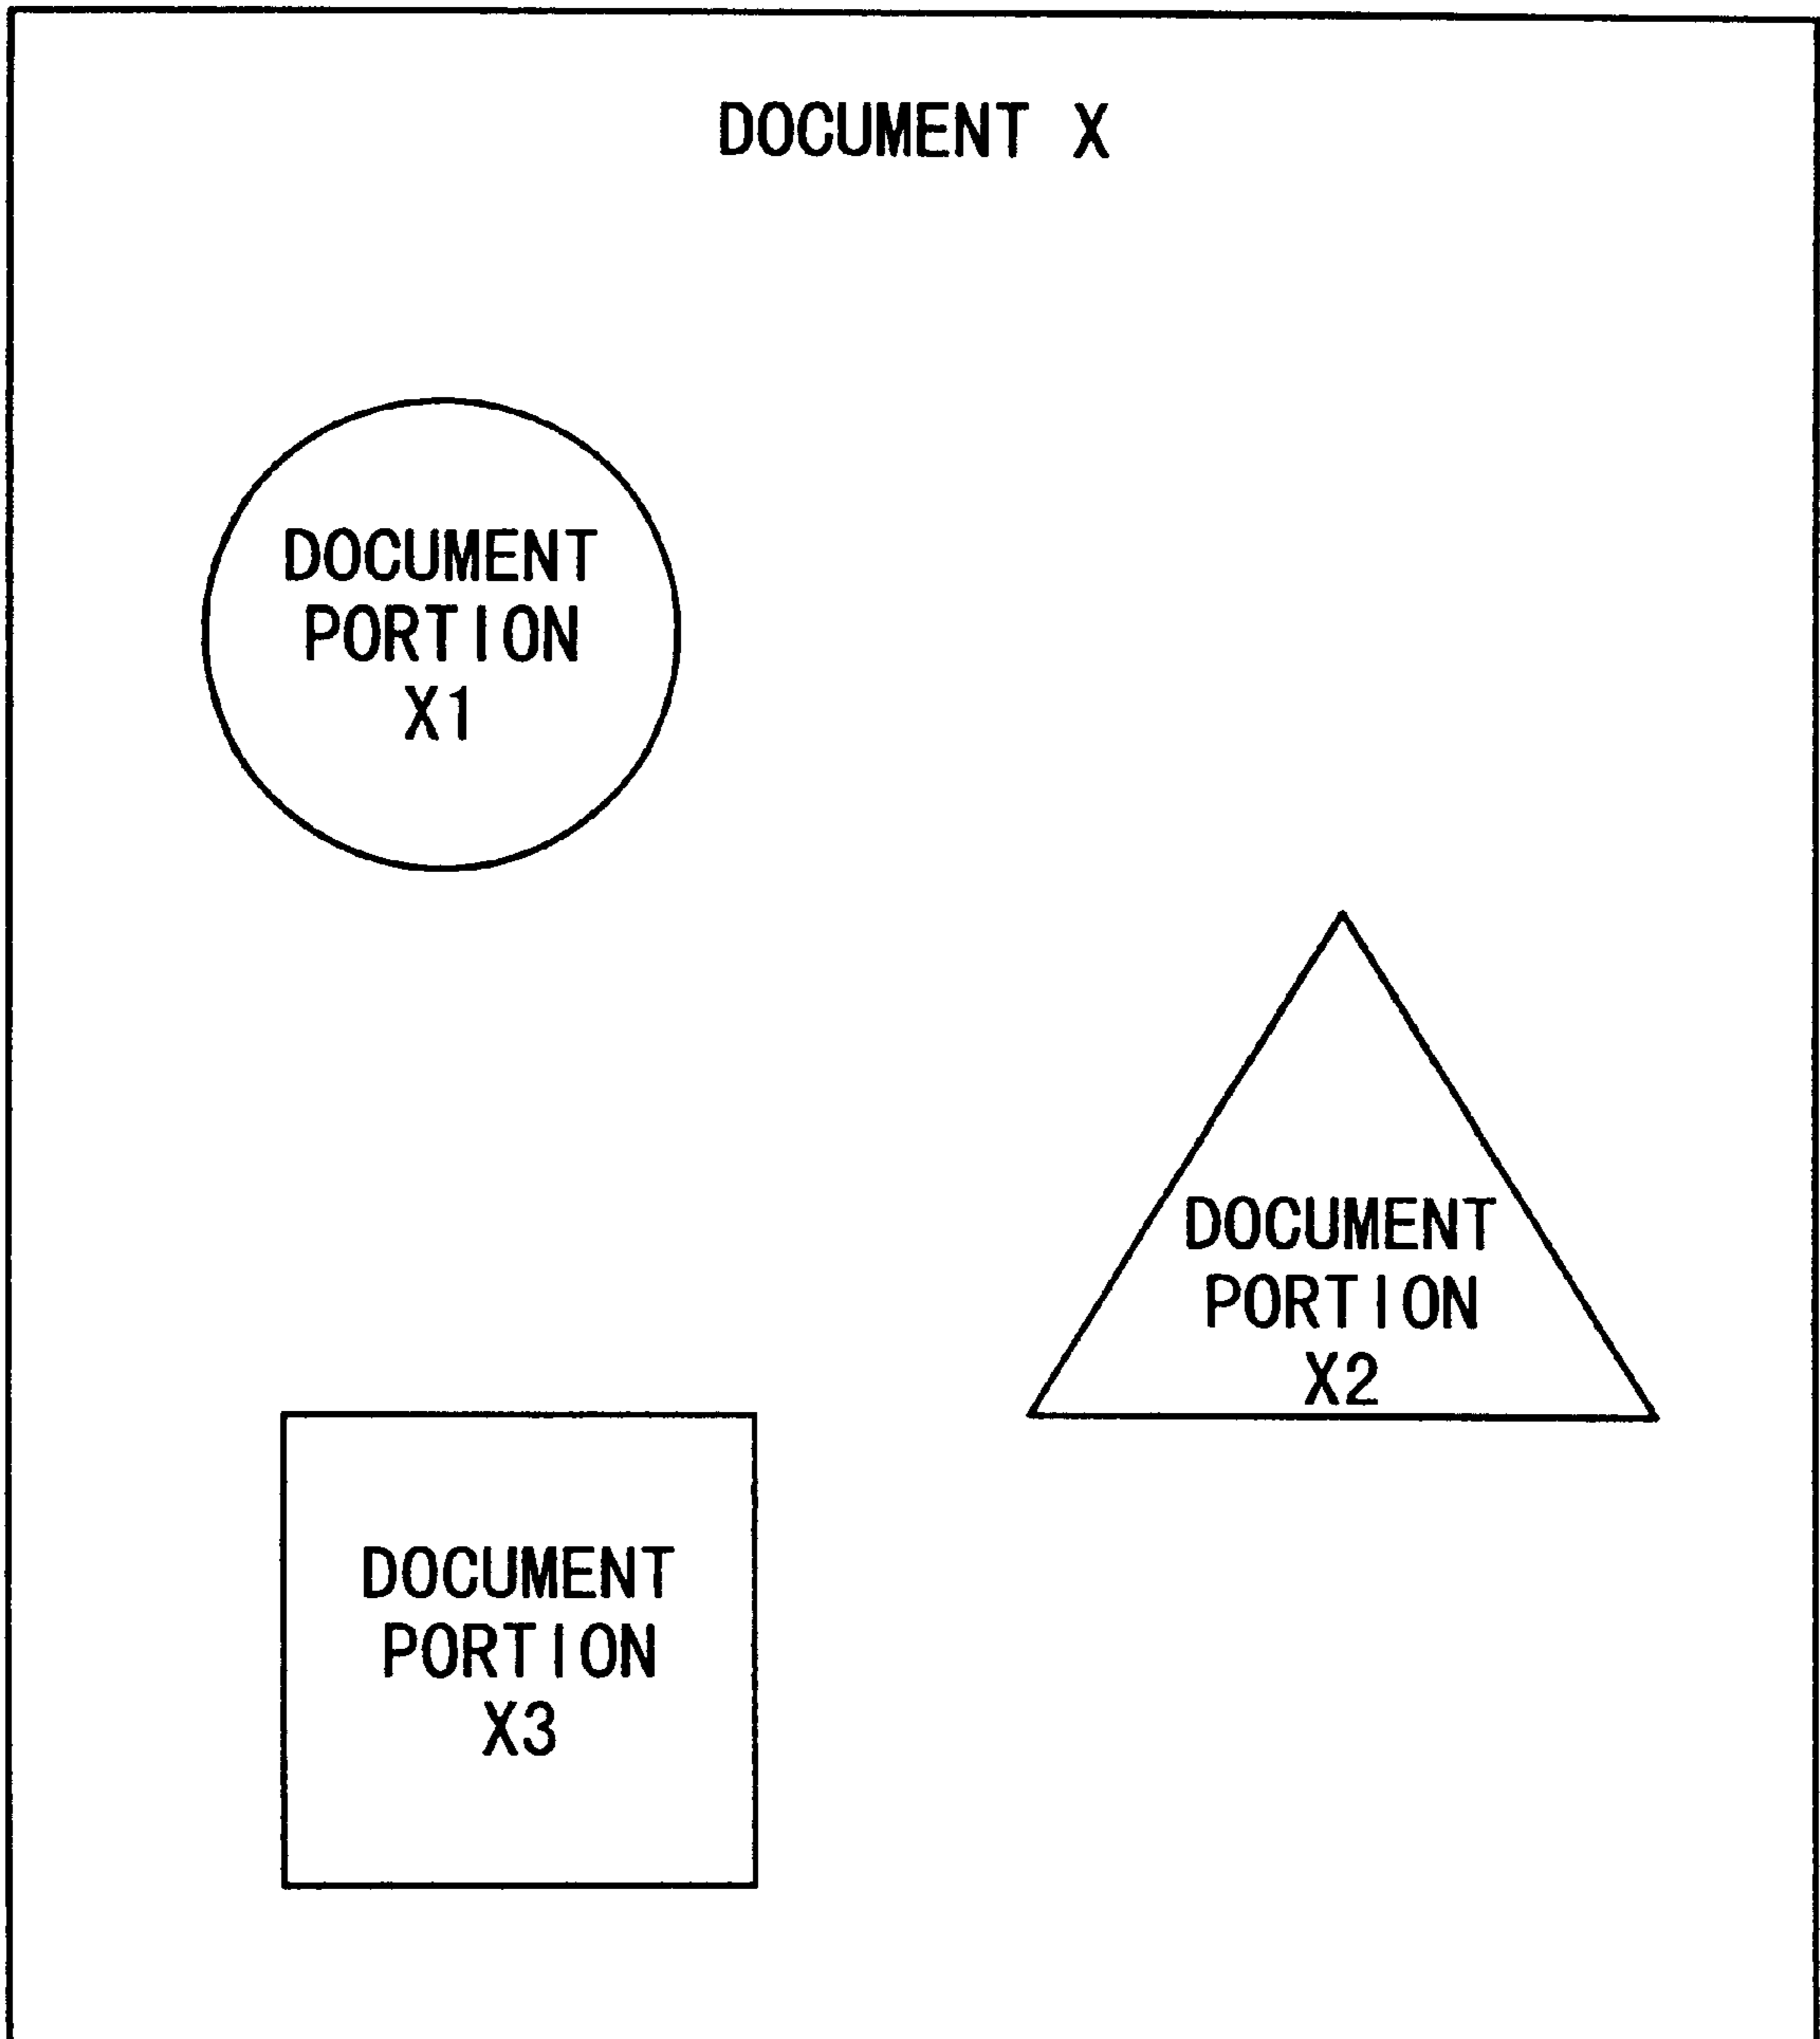 DOCUMENT X
DOCUMENT
PORTION
X1
DOCUMENT
PORTION
X2
DOCUMENT
PORTION
X3